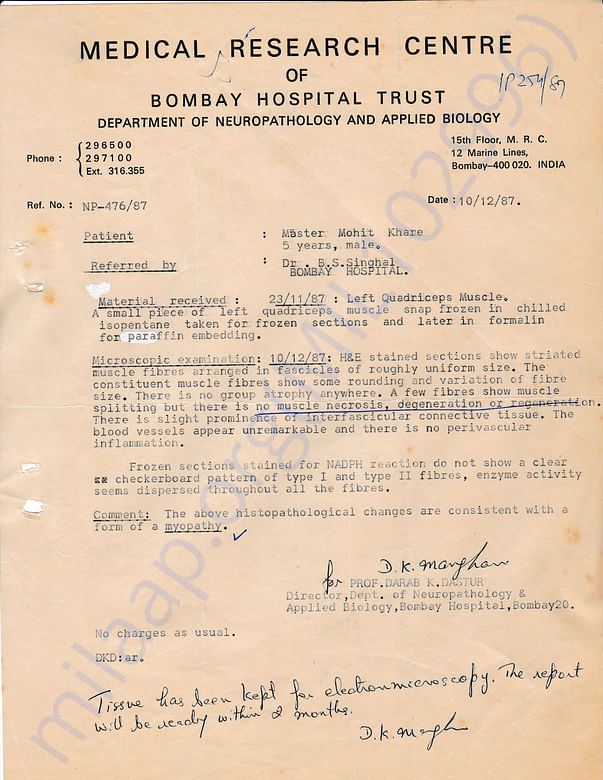 MEDICAL RESEARCH CENTRE
OF
BOMBAY HOSPITAL TRUST
DEPARTMENT OF NEUROPATHOLOGY AND APPLIED BIOLOGY
IP 254/89
Phone : 296500
297100
Ext. 316.355
15th Floor, M. R. C.
12 Marine Lines,
Bombay-400 020. INDIA
Ref. No. : NP-476/87
Date : 10/12/87.
Patient : Master Mohit Khare
5 years, male.
Referred by : Dr. B.S.Singhal
BOMBAY HOSPITAL.
Material received : 23/11/87 : Left Quadriceps Muscle.
A small piece of left quadriceps muscle snap frozen in chilled
isopentane taken for frozen sections and later in formalin
for paraffin embedding.
Microscopic examination: 10/12/87: H&E stained sections show striated
muscle fibres arranged in fascicles of roughly uniform size. The
constituent muscle fibres show some rounding and variation of fibre
size. There is no group atrophy anywhere. A few fibres show muscle
splitting but there is no muscle necrosis, degeneration or regeneration.
There is slight prominence of interfascicular connective tissue. The
blood vessels appear unremarkable and there is no perivascular
inflammation.
Frozen sections stained for NADPH reaction do not show a clear
checkerboard pattern of type I and type II fibres, enzyme activity
seems dispersed throughout all the fibres.
Comment: The above histopathological changes are consistent with a
form of a myopathy.
D.K. Marghan
for PROF.DARAB K.DASTUR
Director,Dept. of Neuropathology &
Applied Biology,Bombay Hospital,Bombay20.
No charges as usual.
DKD:ar.
Tissue has been kept for electronmicroscopy. The report
will be ready within 2 months.
D.K.
milaap.org